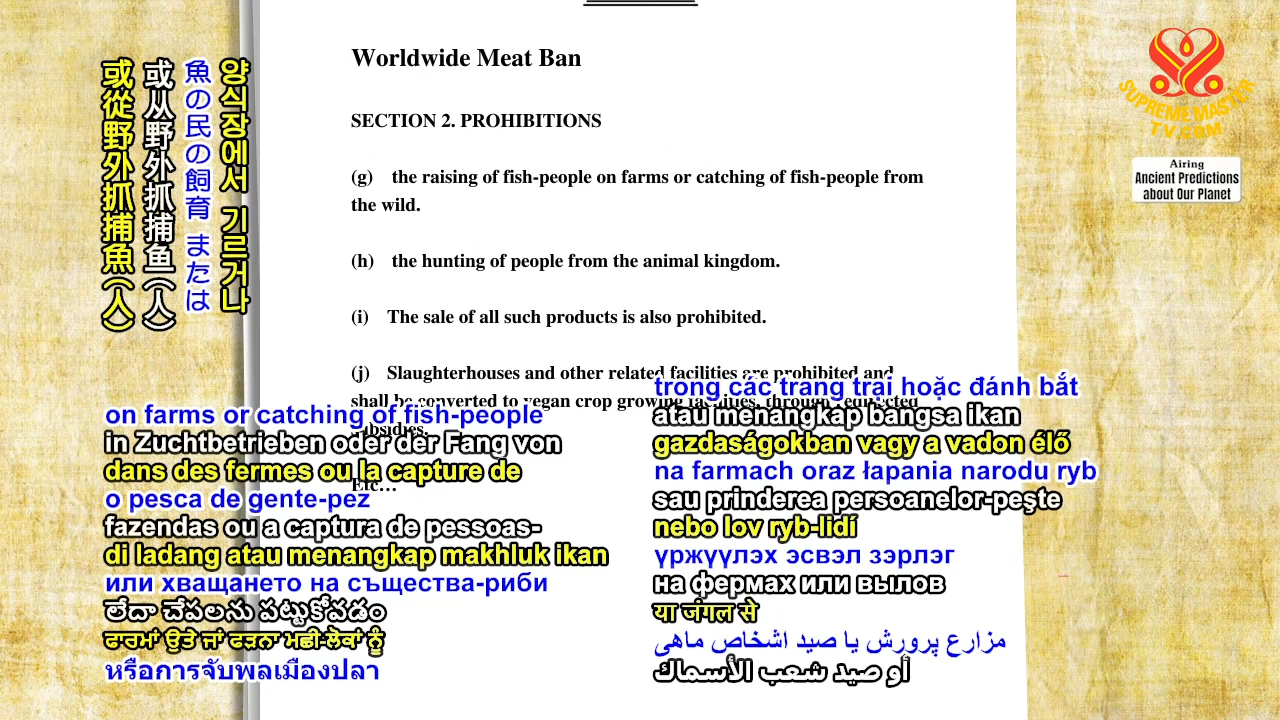 Worldwide Meat Ban
SECTION 2. PROHIBITIONS
(g) the raising of fish-people on farms or catching of fish-people from
the wild.
(h) the hunting of people from the animal kingdom.
(i) The sale of all such products is also prohibited.
(j) Slaughterhouses and other related facilities are prohibited and
shall be converted to vegan crop growing facilities, through redirected
subsidies.
Etc…
양식장에서 기르거나
魚の民の飼育 または
或从野外抓捕鱼(人)
或從野外抓捕魚(人)
on farms or catching of fish-people
in Zuchtbetrieben oder der Fang von
dans des fermes ou la capture de
o pesca de gente-pez
fazendas ou a captura de pessoas-
di ladang atau menangkap makhluk ikan
или хващането на същества-риби
లేదా చేపలను పట్టుకోవడం
ਫਾਰਮਾਂ ਉਤੇ ਜਾਂ ਫੜਨਾ ਮਛੀ-ਲੋਕਾਂ ਨੂੰ
หรือการจับพลเมืองปลา
trong các trang trại hoặc đánh bắt
atau menangkap bangsa ikan
gazdaságokban vagy a vadon élő
na farmach oraz łapania narodu ryb
sau prinderea persoanelor-pește
nebo lov ryb-lidí
үржүүлэх эсвэл зэрлэг
на фермах или вылов
या जंगल से
مزارع پرورش یا صید اشخاص ماهی
أو صيد شعب الأسماك
SUPREME MASTER
TV.COM
Airing
Ancient Predictions
about Our Planet